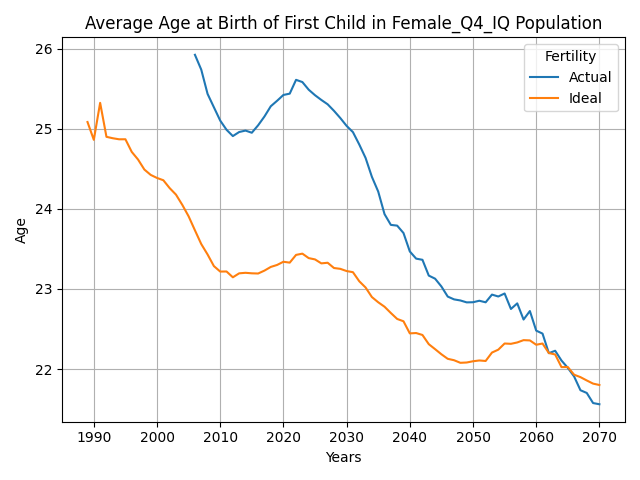 Average Age at Birth of First Child in Female_Q4_IQ Population
Fertility
Actual
Ideal
26
25
24
23
22
Age
1990
2000
2010
2020
2030
2040
2050
2060
2070
Years